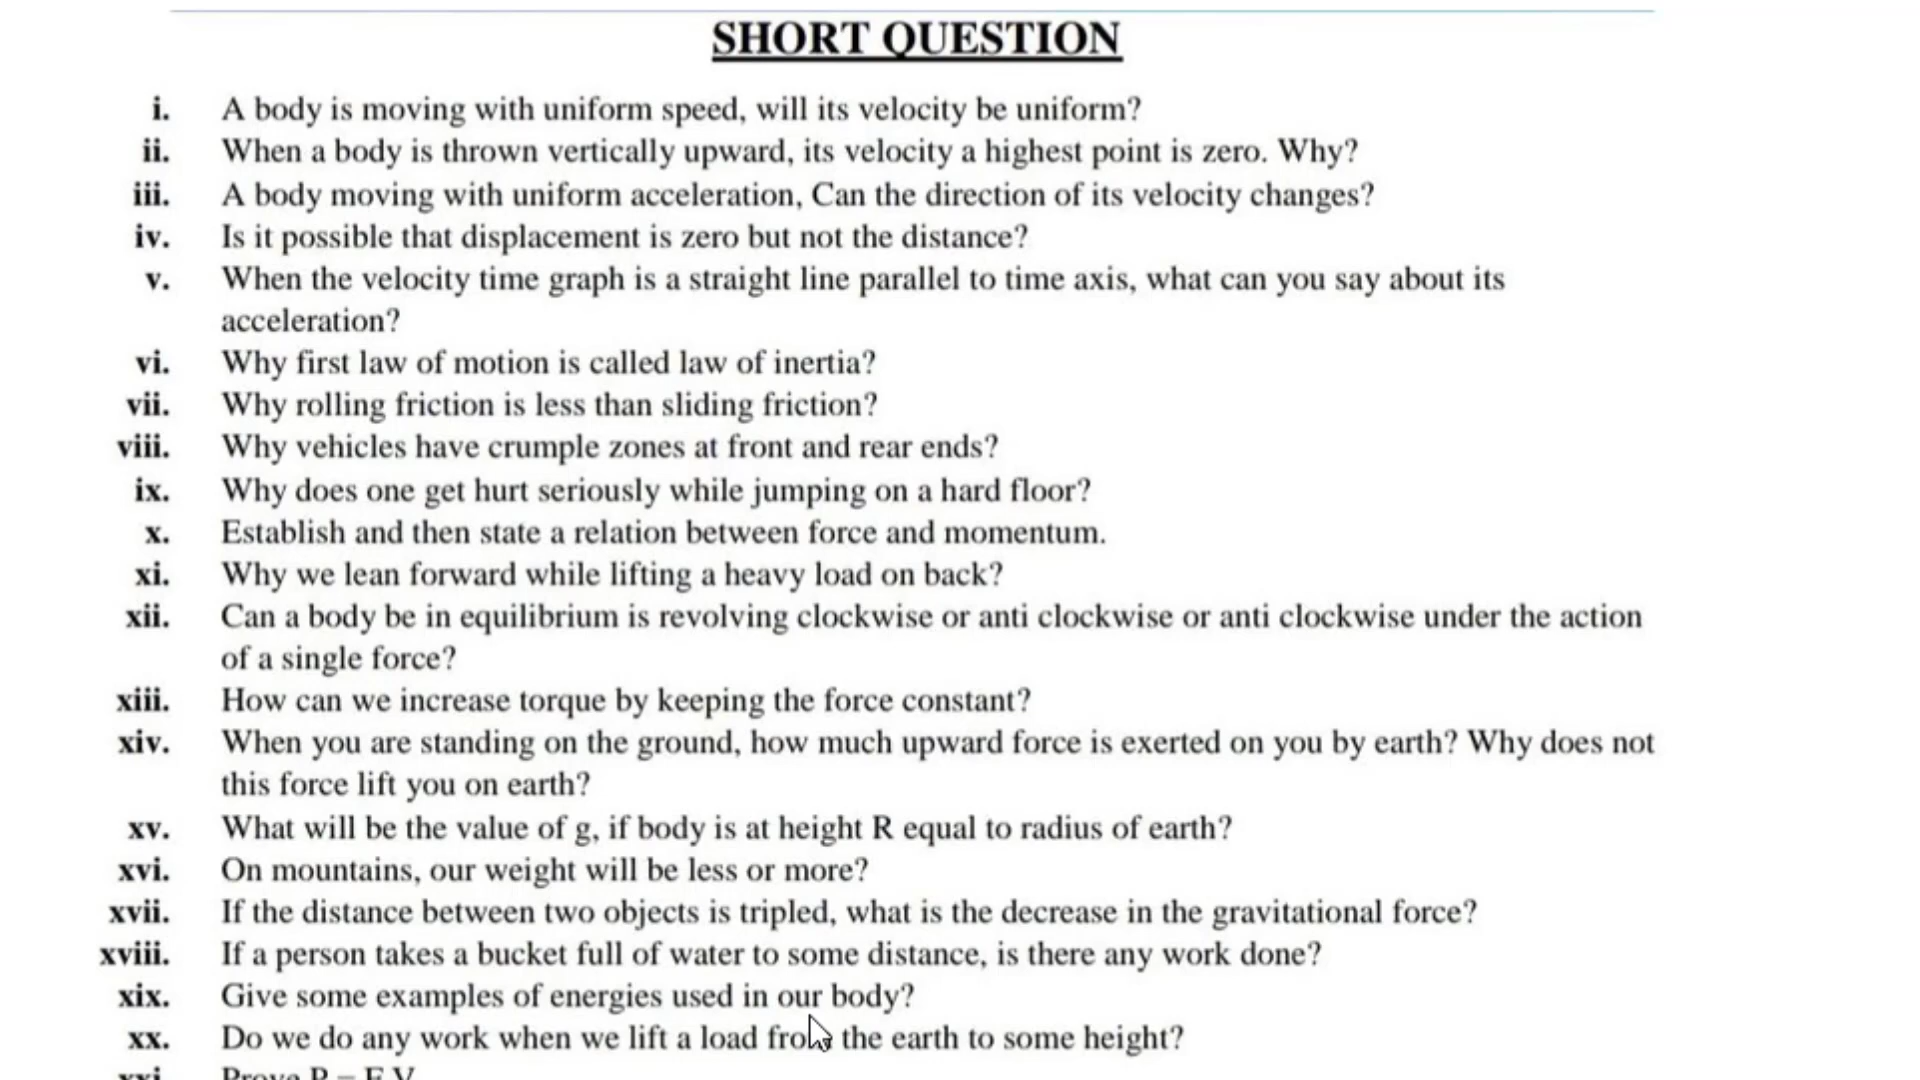 SHORT QUESTION
i. A body is moving with uniform speed, will its velocity be uniform?
ii. When a body is thrown vertically upward, its velocity a highest point is zero. Why?
iii. A body moving with uniform acceleration, Can the direction of its velocity changes?
iv. Is it possible that displacement is zero but not the distance?
v. When the velocity time graph is a straight line parallel to time axis, what can you say about its
acceleration?
vi. Why first law of motion is called law of inertia?
vii. Why rolling friction is less than sliding friction?
viii. Why vehicles have crumple zones at front and rear ends?
ix. Why does one get hurt seriously while jumping on a hard floor?
x. Establish and then state a relation between force and momentum.
xi. Why we lean forward while lifting a heavy load on back?
xii. Can a body be in equilibrium is revolving clockwise or anti clockwise or anti clockwise under the action
of a single force?
xiii. How can we increase torque by keeping the force constant?
xiv. When you are standing on the ground, how much upward force is exerted on you by earth? Why does not
this force lift you on earth?
xv. What will be the value of g, if body is at height R equal to radius of earth?
xvi. On mountains, our weight will be less or more?
xvii. If the distance between two objects is tripled, what is the decrease in the gravitational force?
xviii. If a person takes a bucket full of water to some distance, is there any work done?
xix. Give some examples of energies used in our body?
xx. Do we do any work when we lift a load from the earth to some height?
xxi. Prove P = F.V